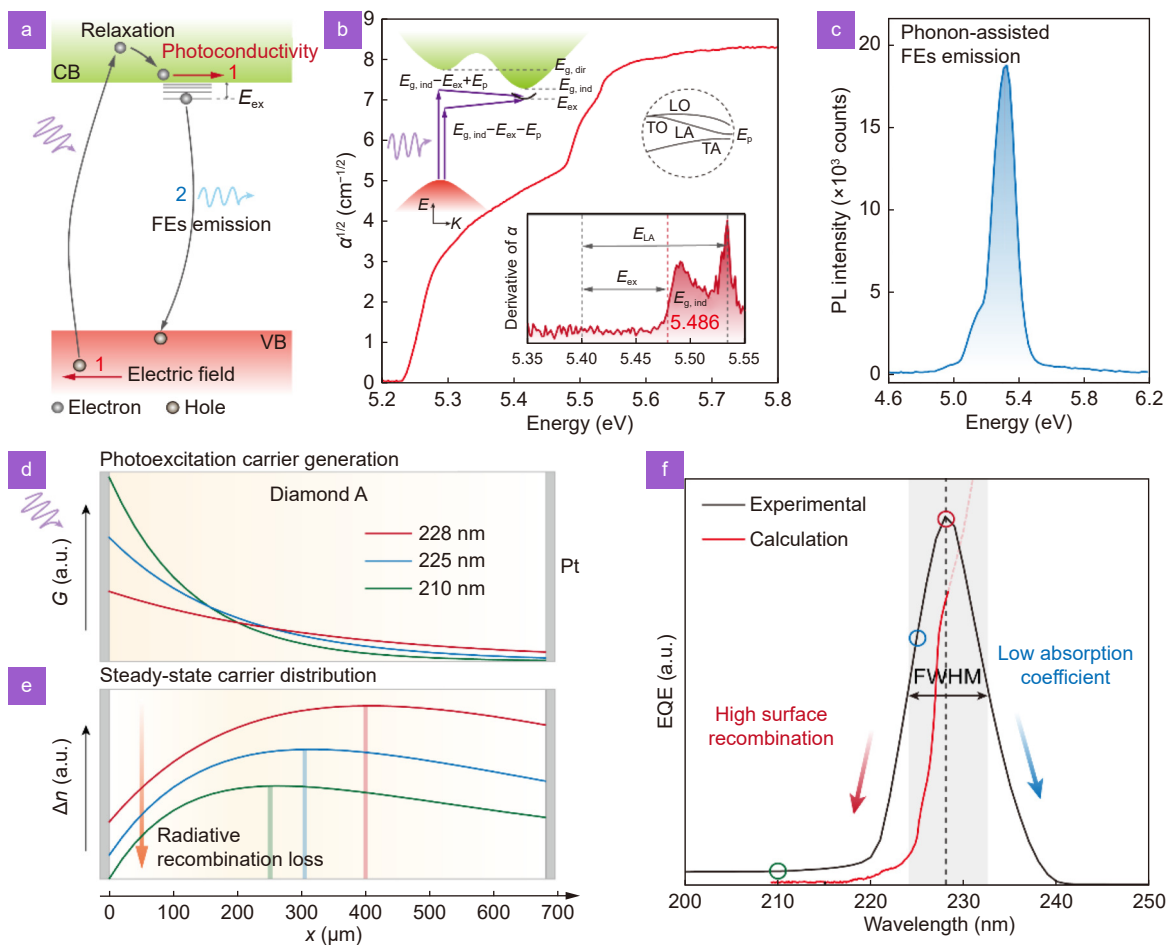 a
Relaxation
Photoconductivity
CB
1
E_ex
2
FEs emission
VB
1
Electric field
Electron
Hole
b
9
8
7
6
5
4
3
2
1
0
α^1/2 (cm^−1/2)
E_g, dir
E_g, ind−E_ex+E_p
E_g, ind
E_ex
E_g, ind−E_ex−E_p
LO
TO
LA
TA
E_p
E
K
Derivative of α
E_LA
E_ex
E_g, ind
5.486
5.35
5.40
5.45
5.50
5.55
5.2
5.3
5.4
5.5
5.6
5.7
5.8
Energy (eV)
c
Phonon-assisted
FEs emission
20
15
10
5
0
PL intensity (×10^3 counts)
4.6
5.0
5.4
5.8
6.2
Energy (eV)
d
Photoexcitation carrier generation
Diamond A
228 nm
225 nm
210 nm
G (a.u.)
Pt
e
Steady-state carrier distribution
Δn (a.u.)
Radiative
recombination loss
0
100
200
300
400
500
600
700
x (μm)
f
Experimental
Calculation
EQE (a.u.)
FWHM
Low absorption
coefficient
High surface
recombination
200
210
220
230
240
250
Wavelength (nm)